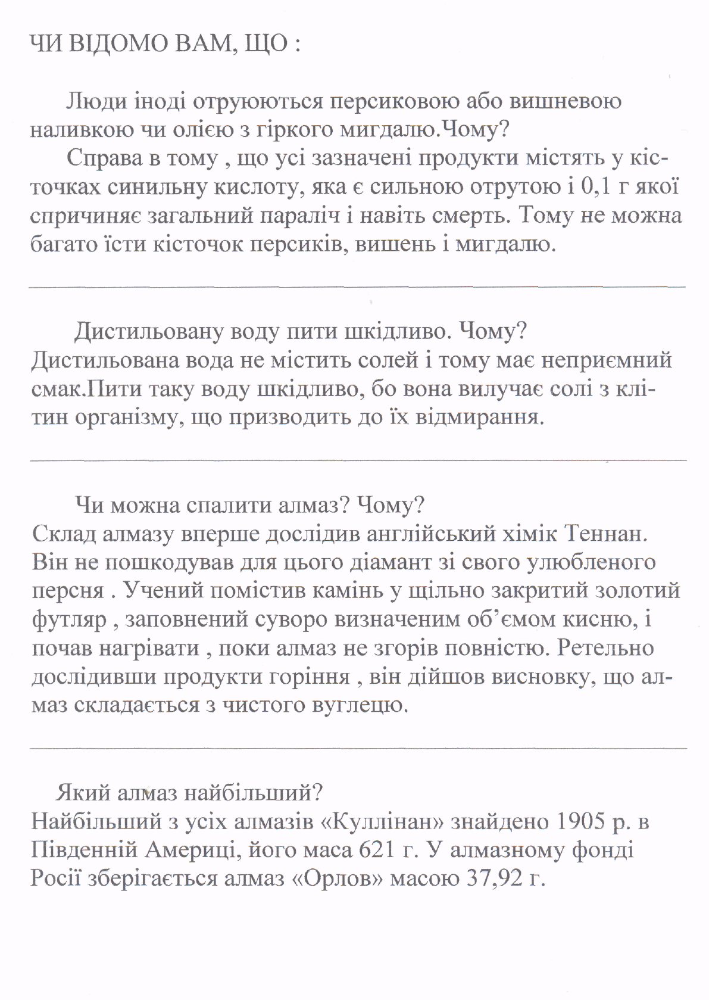 ЧИ ВІДОМО ВАМ, ЩО :
Люди іноді отруюються персиковою або вишневою
наливкою чи олією з гіркого мигдалю.Чому?
Справа в тому , що усі зазначені продукти містять у кіс-
точках синильну кислоту, яка є сильною отрутою і 0,1 г якої
спричиняє загальний параліч і навіть смерть. Тому не можна
багато їсти кісточок персиків, вишень і мигдалю.
Дистильовану воду пити шкідливо. Чому?
Дистильована вода не містить солей і тому має неприємний
смак.Пити таку воду шкідливо, бо вона вилучає солі з клі-
тин організму, що призводить до їх відмирання.
Чи можна спалити алмаз? Чому?
Склад алмазу вперше дослідив англійський хімік Теннан.
Він не пошкодував для цього діамант зі свого улюбленого
персня . Учений помістив камінь у щільно закритий золотий
футляр , заповнений суворо визначеним об’ємом кисню, і
почав нагрівати , поки алмаз не згорів повністю. Ретельно
дослідивши продукти горіння , він дійшов висновку, що ал-
маз складається з чистого вуглецю.
Який алмаз найбільший?
Найбільший з усіх алмазів «Куллінан» знайдено 1905 р. в
Південній Америці, його маса 621 г. У алмазному фонді
Росії зберігається алмаз «Орлов» масою 37,92 г.